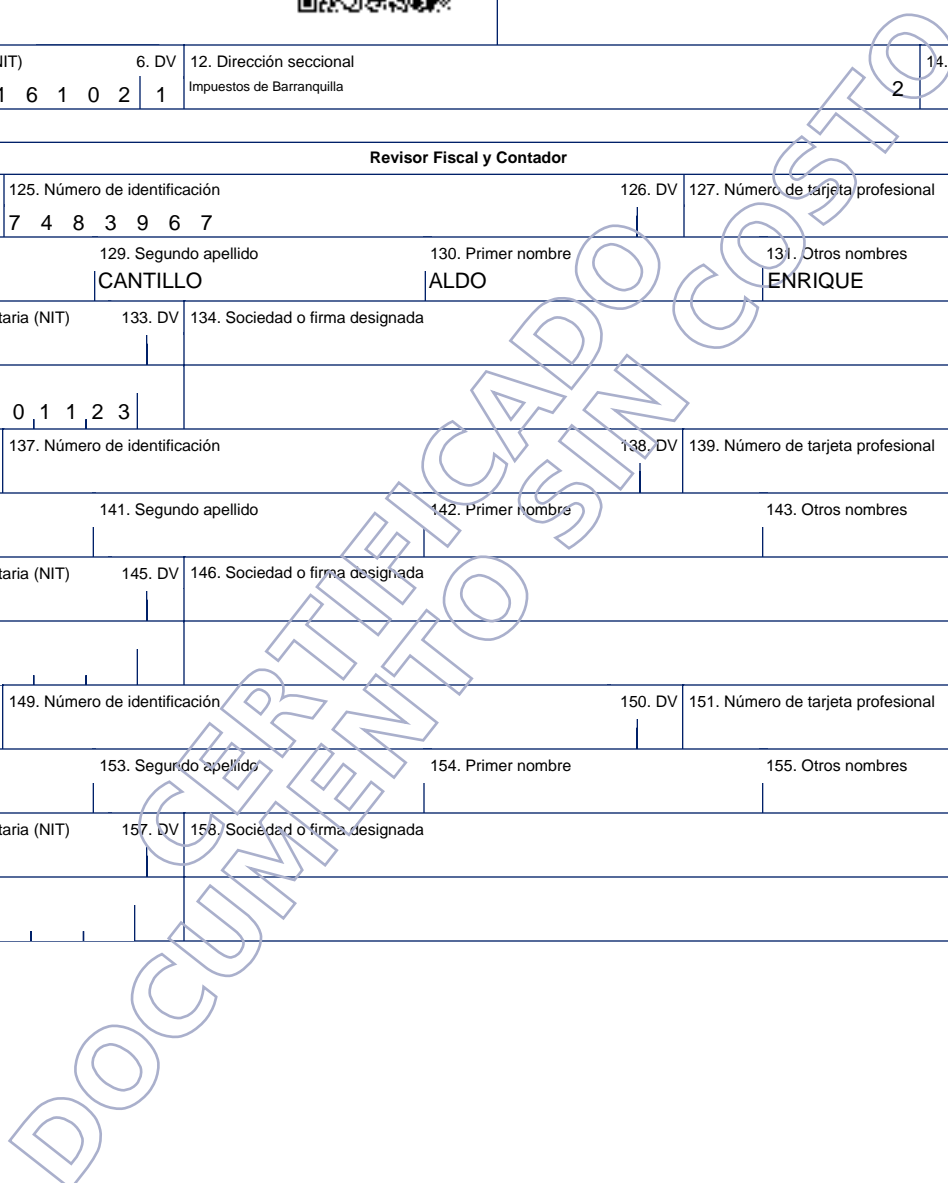 IIT) 6. DV 12. Dirección seccional 14.
1 6 1 0 2 1 Impuestos de Barranquilla 2
Revisor Fiscal y Contador
125. Número de identificación 126. DV 127. Número de tarjeta profesional
7 4 8 3 9 6 7
129. Segundo apellido 130. Primer nombre 131. Otros nombres
CANTILLO ALDO ENRIQUE
taria (NIT) 133. DV 134. Sociedad o firma designada
0 1 1 2 3
137. Número de identificación 138. DV 139. Número de tarjeta profesional
141. Segundo apellido 142. Primer nombre 143. Otros nombres
taria (NIT) 145. DV 146. Sociedad o firma designada
149. Número de identificación 150. DV 151. Número de tarjeta profesional
153. Segundo apellido 154. Primer nombre 155. Otros nombres
taria (NIT) 157. DV 158. Sociedad o firma designada
CERTIFICADO
DOCUMENTO SIN COSTO